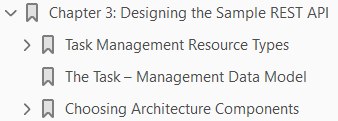 Chapter 3: Designing the Sample REST API
Task Management Resource Types
The Task – Management Data Model
Choosing Architecture Components